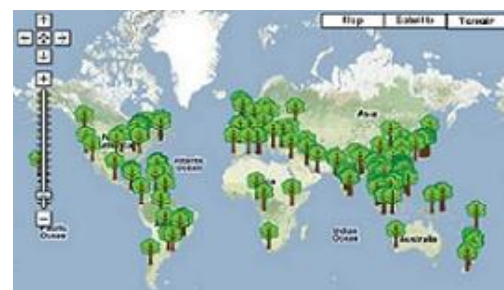 Map Satellite Terrain
Asia
Atlantic
Ocean
Pacific
Ocean
Indian
Ocean
Australia